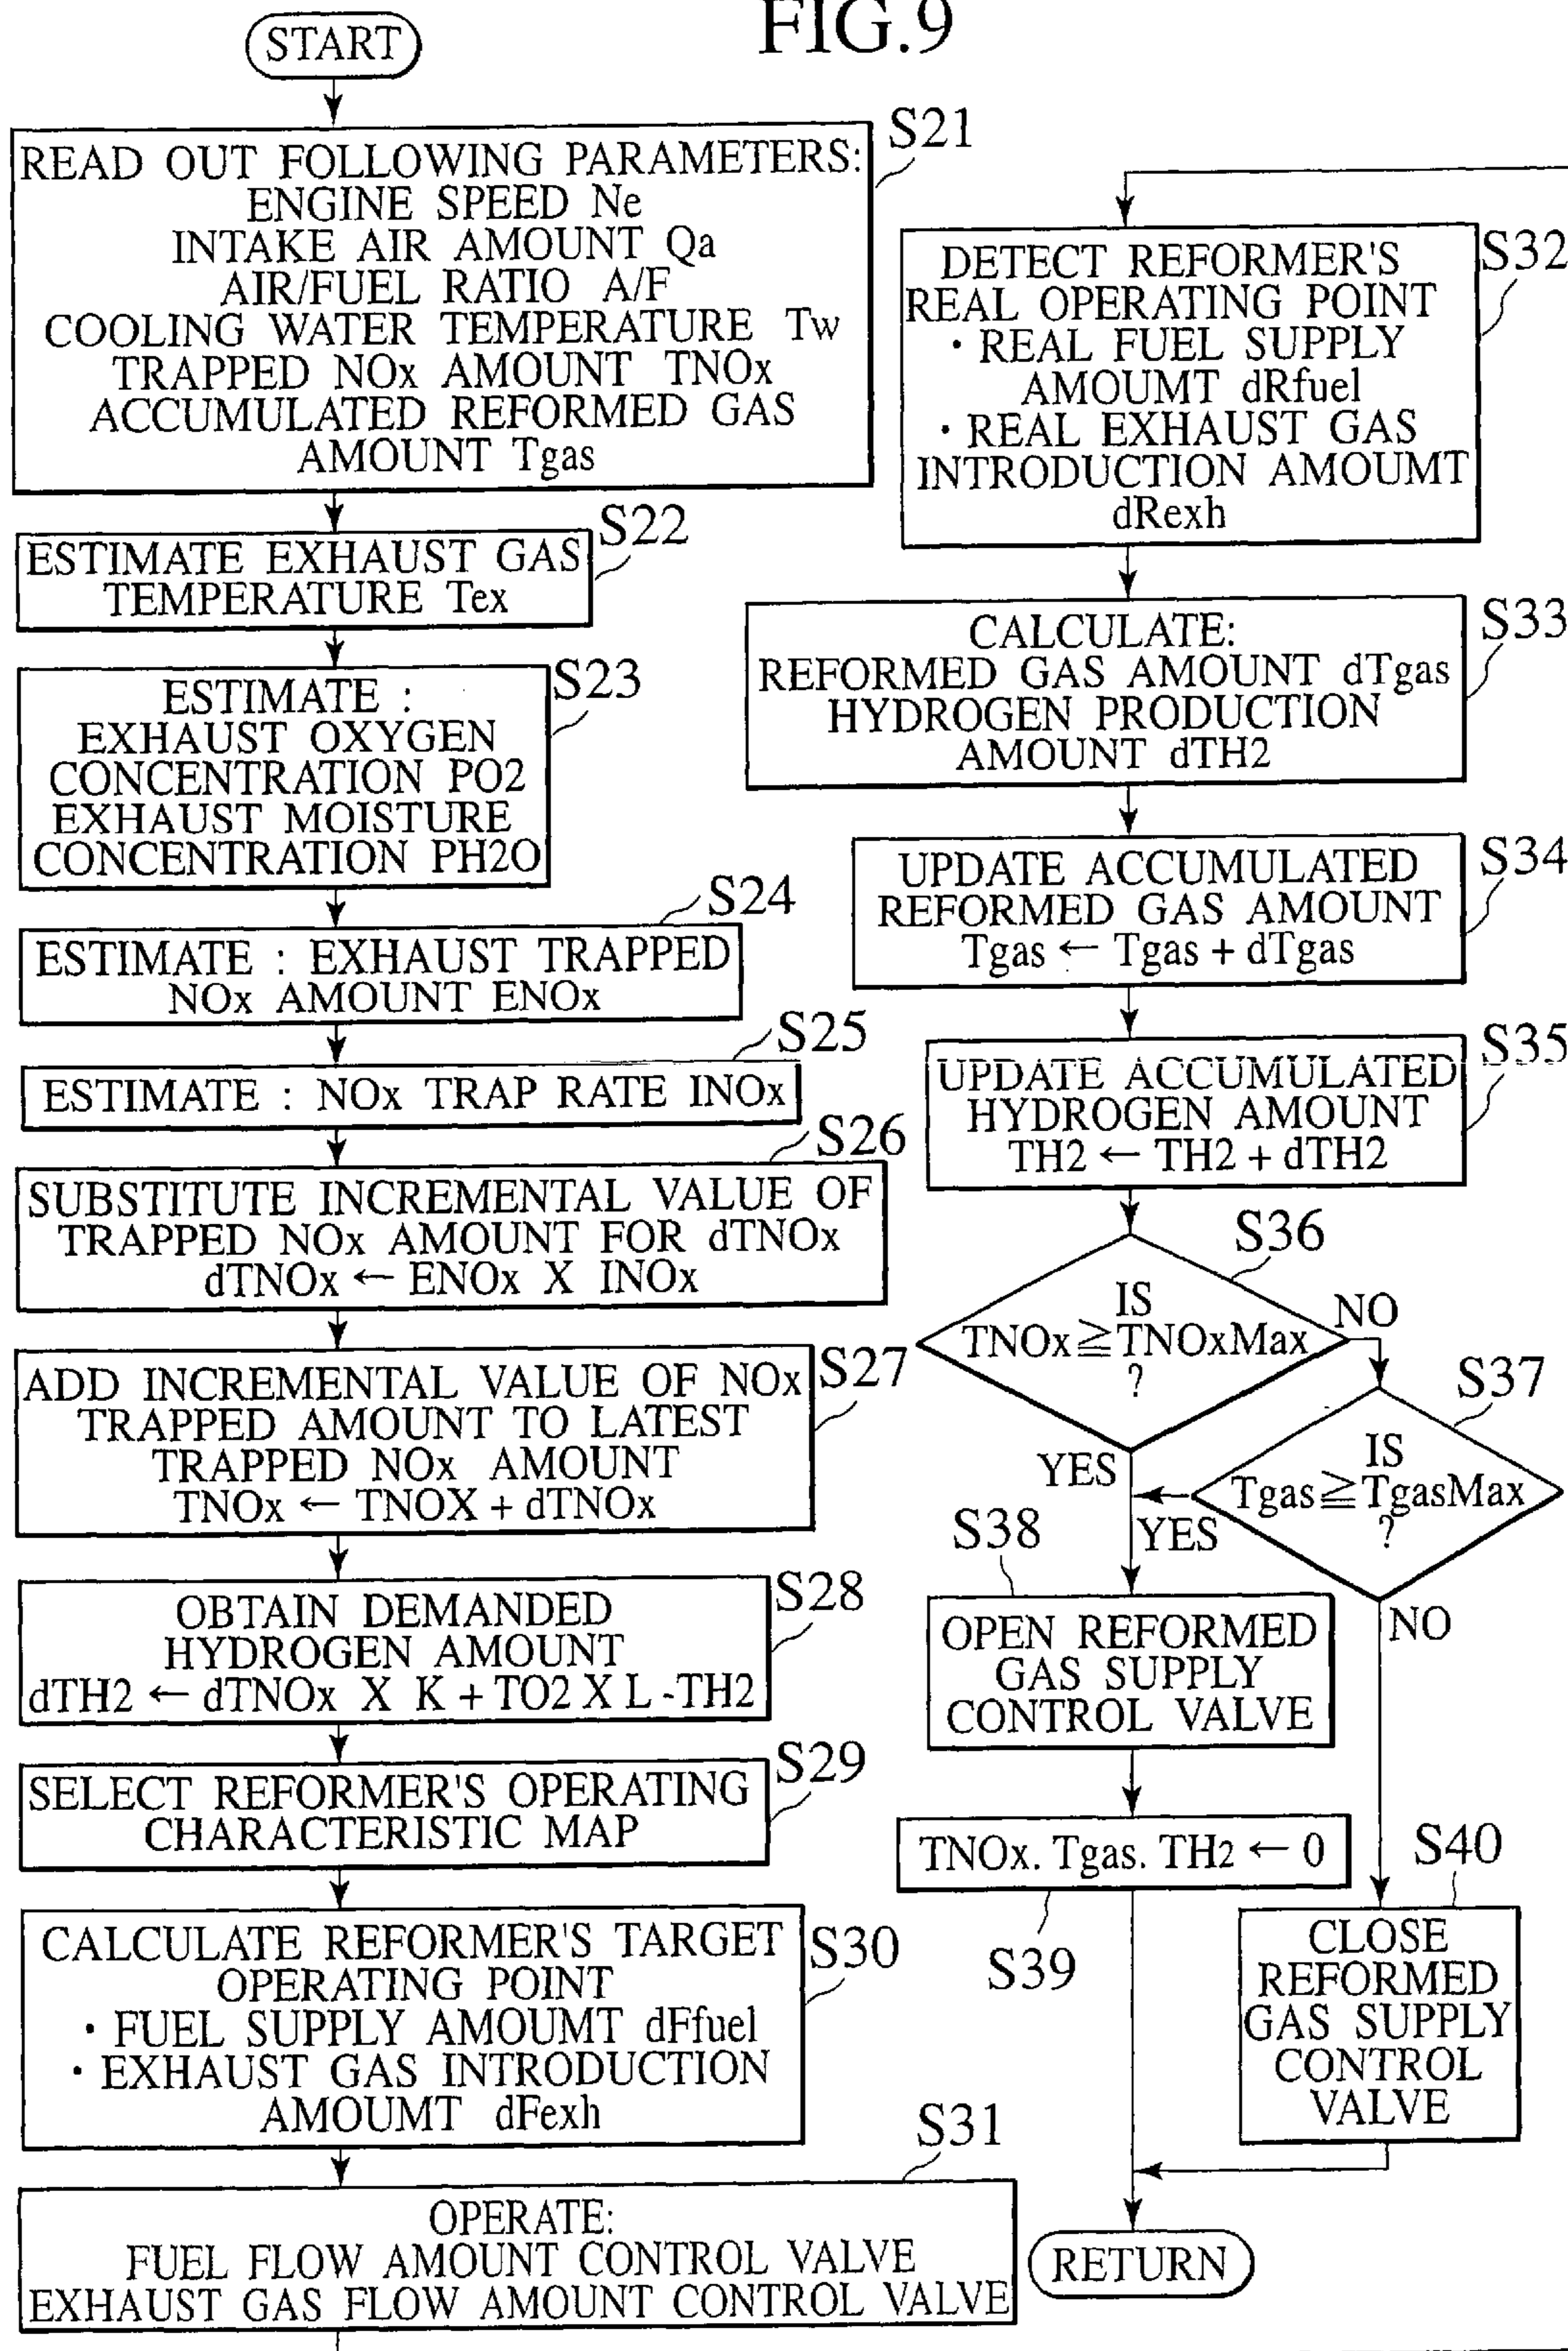 FIG.9
START
S21
READ OUT FOLLOWING PARAMETERS:
ENGINE SPEED Ne
INTAKE AIR AMOUNT Qa
AIR/FUEL RATIO A/F
COOLING WATER TEMPERATURE Tw
TRAPPED NOx AMOUNT TNOx
ACCUMULATED REFORMED GAS
AMOUNT Tgas
S22
ESTIMATE EXHAUST GAS
TEMPERATURE Tex
S23
ESTIMATE :
EXHAUST OXYGEN
CONCENTRATION PO2
EXHAUST MOISTURE
CONCENTRATION PH2O
S24
ESTIMATE : EXHAUST TRAPPED
NOx AMOUNT ENOx
S25
ESTIMATE : NOx TRAP RATE INOx
S26
SUBSTITUTE INCREMENTAL VALUE OF
TRAPPED NOx AMOUNT FOR dTNOx
dTNOx ← ENOx X INOx
S27
ADD INCREMENTAL VALUE OF NOx
TRAPPED AMOUNT TO LATEST
TRAPPED NOx AMOUNT
TNOx ← TNOX + dTNOx
S28
OBTAIN DEMANDED
HYDROGEN AMOUNT
dTH2 ← dTNOx X K + TO2 X L -TH2
S29
SELECT REFORMER'S OPERATING
CHARACTERISTIC MAP
S30
CALCULATE REFORMER'S TARGET
OPERATING POINT
・FUEL SUPPLY AMOUMT dFfuel
・EXHAUST GAS INTRODUCTION
AMOUMT dFexh
S31
OPERATE:
FUEL FLOW AMOUNT CONTROL VALVE
EXHAUST GAS FLOW AMOUNT CONTROL VALVE
S32
DETECT REFORMER'S
REAL OPERATING POINT
・REAL FUEL SUPPLY
AMOUMT dRfuel
・REAL EXHAUST GAS
INTRODUCTION AMOUMT
dRexh
S33
CALCULATE:
REFORMED GAS AMOUNT dTgas
HYDROGEN PRODUCTION
AMOUNT dTH2
S34
UPDATE ACCUMULATED
REFORMED GAS AMOUNT
Tgas ← Tgas + dTgas
S35
UPDATE ACCUMULATED
HYDROGEN AMOUNT
TH2 ← TH2 + dTH2
S36
IS
TNOx≧TNOxMax
?
NO
YES
S37
IS
Tgas≧TgasMax
?
YES
NO
S38
OPEN REFORMED
GAS SUPPLY
CONTROL VALVE
TNOx. Tgas. TH2 ← 0
S39
S40
CLOSE
REFORMED
GAS SUPPLY
CONTROL
VALVE
RETURN